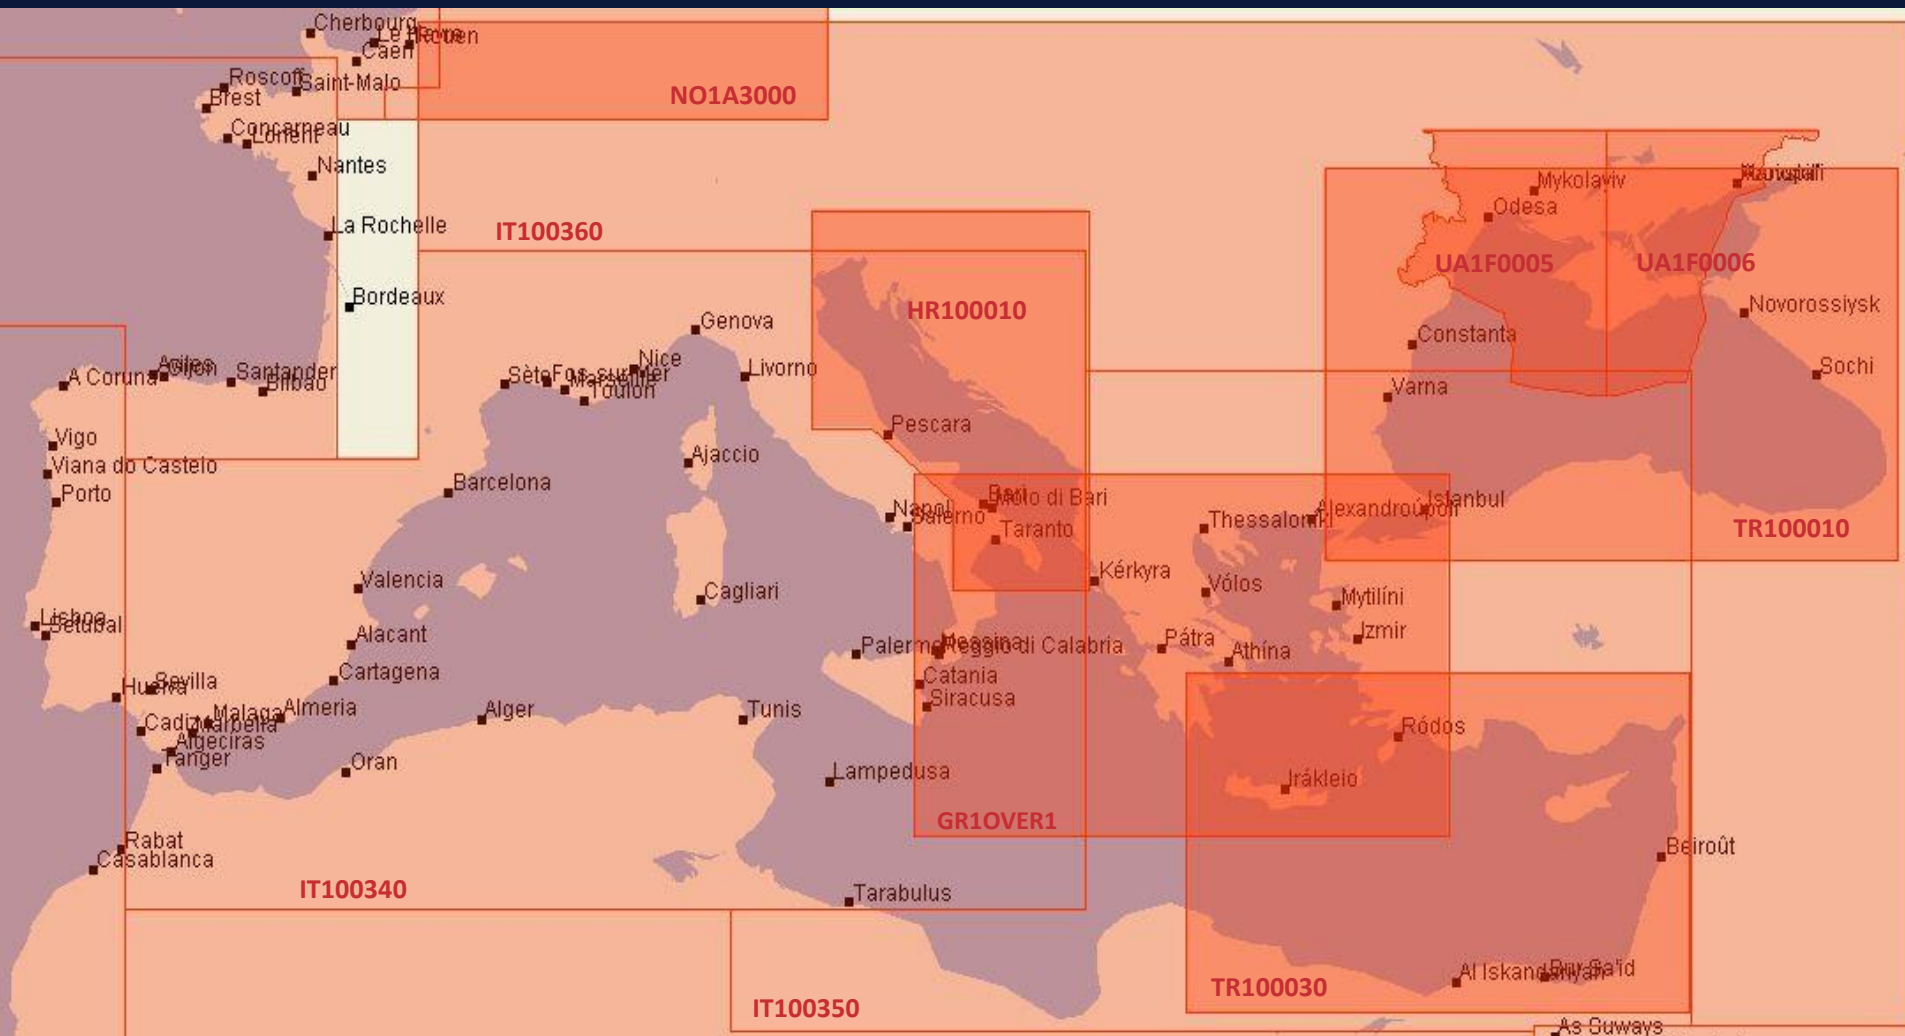 Cherbourg
Rouen
Caen
NO1A3000
Roscoff
Saint-Malo
Brest
Concarneau
Lorient
Nantes
Mykolayiv
Odesa
La Rochelle
IT100360
UA1F0005
UA1F0006
Bordeaux
HR100010
Novorossiysk
Genova
Constanta
Nice
Livorno
Sochi
A Coruna
Santander
Bilbao
Sète
Marseille
Toulon
Varna
Pescara
Vigo
Viana do Castelo
Ajaccio
Porto
Barcelona
Bari
Molo di Bari
Napoli
Salerno
Taranto
Thessaloniki
Alexandroúpoli
Istanbul
TR100010
Valencia
Cagliari
Kérkyra
Vólos
Mytilíni
Lisboa
Setubal
Alacant
Izmir
Palermo
Messina
Reggio di Calabria
Pátra
Athína
Cartagena
Catania
Siracusa
Huelva
Sevilla
Malaga
Almeria
Cadiz
Marbella
Algeciras
Alger
Tunis
Ródos
Tanger
Oran
Lampedusa
Irákleio
GR1OVER1
Rabat
Casablanca
Beiroût
IT100340
Tarabulus
Al Iskandariyah
Bur Sa'id
TR100030
IT100350
As Suways